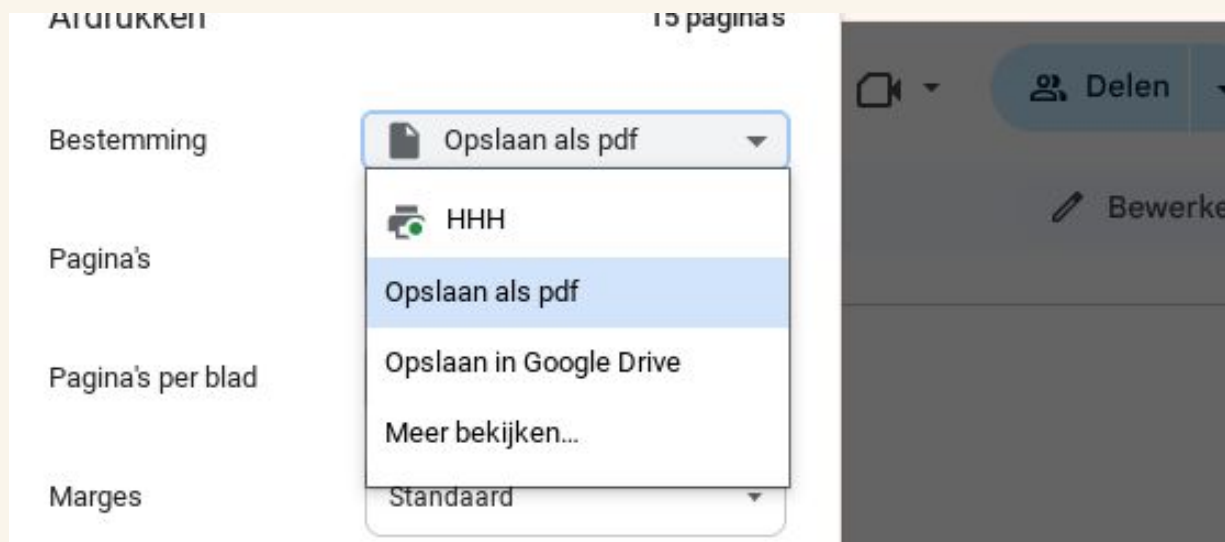 Afdrukken
15 pagina's
Delen
Bestemming
Opslaan als pdf
HHH
Bewerke
Pagina's
Opslaan als pdf
Opslaan in Google Drive
Pagina's per blad
Meer bekijken...
Marges
Standaard